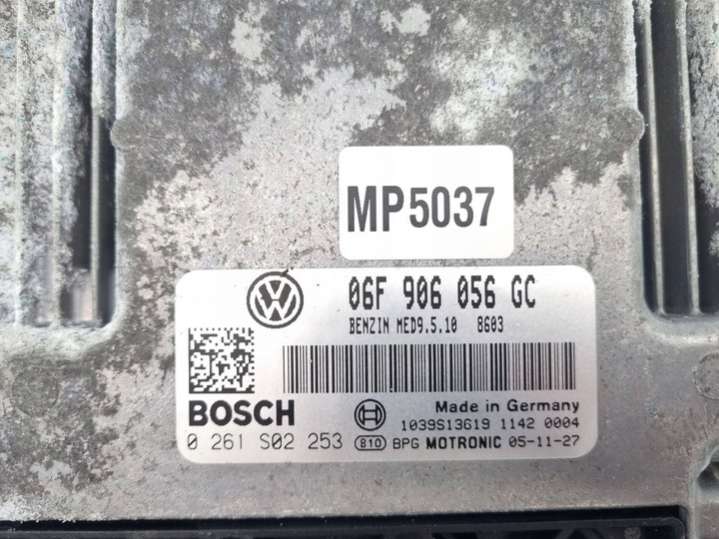 MP5037
06F 906 056 GC
BENZIN MED9.5.10 8603
BOSCH
Made in Germany
1039S13619 1142 0004
0 261 S02 253 810 BPG MOTRONIC 05-11-27